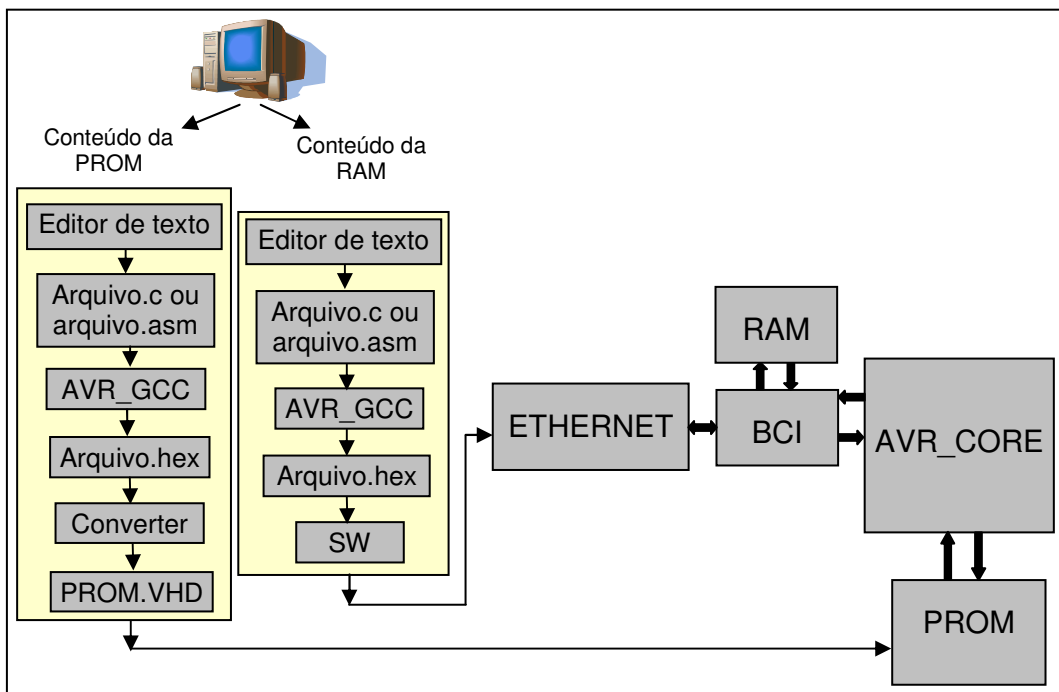 Conteúdo da
PROM
Conteúdo da
RAM
Editor de texto
Arquivo.c ou
arquivo.asm
AVR_GCC
Arquivo.hex
Converter
PROM.VHD
Editor de texto
Arquivo.c ou
arquivo.asm
AVR_GCC
Arquivo.hex
SW
ETHERNET
RAM
BCI
AVR_CORE
PROM